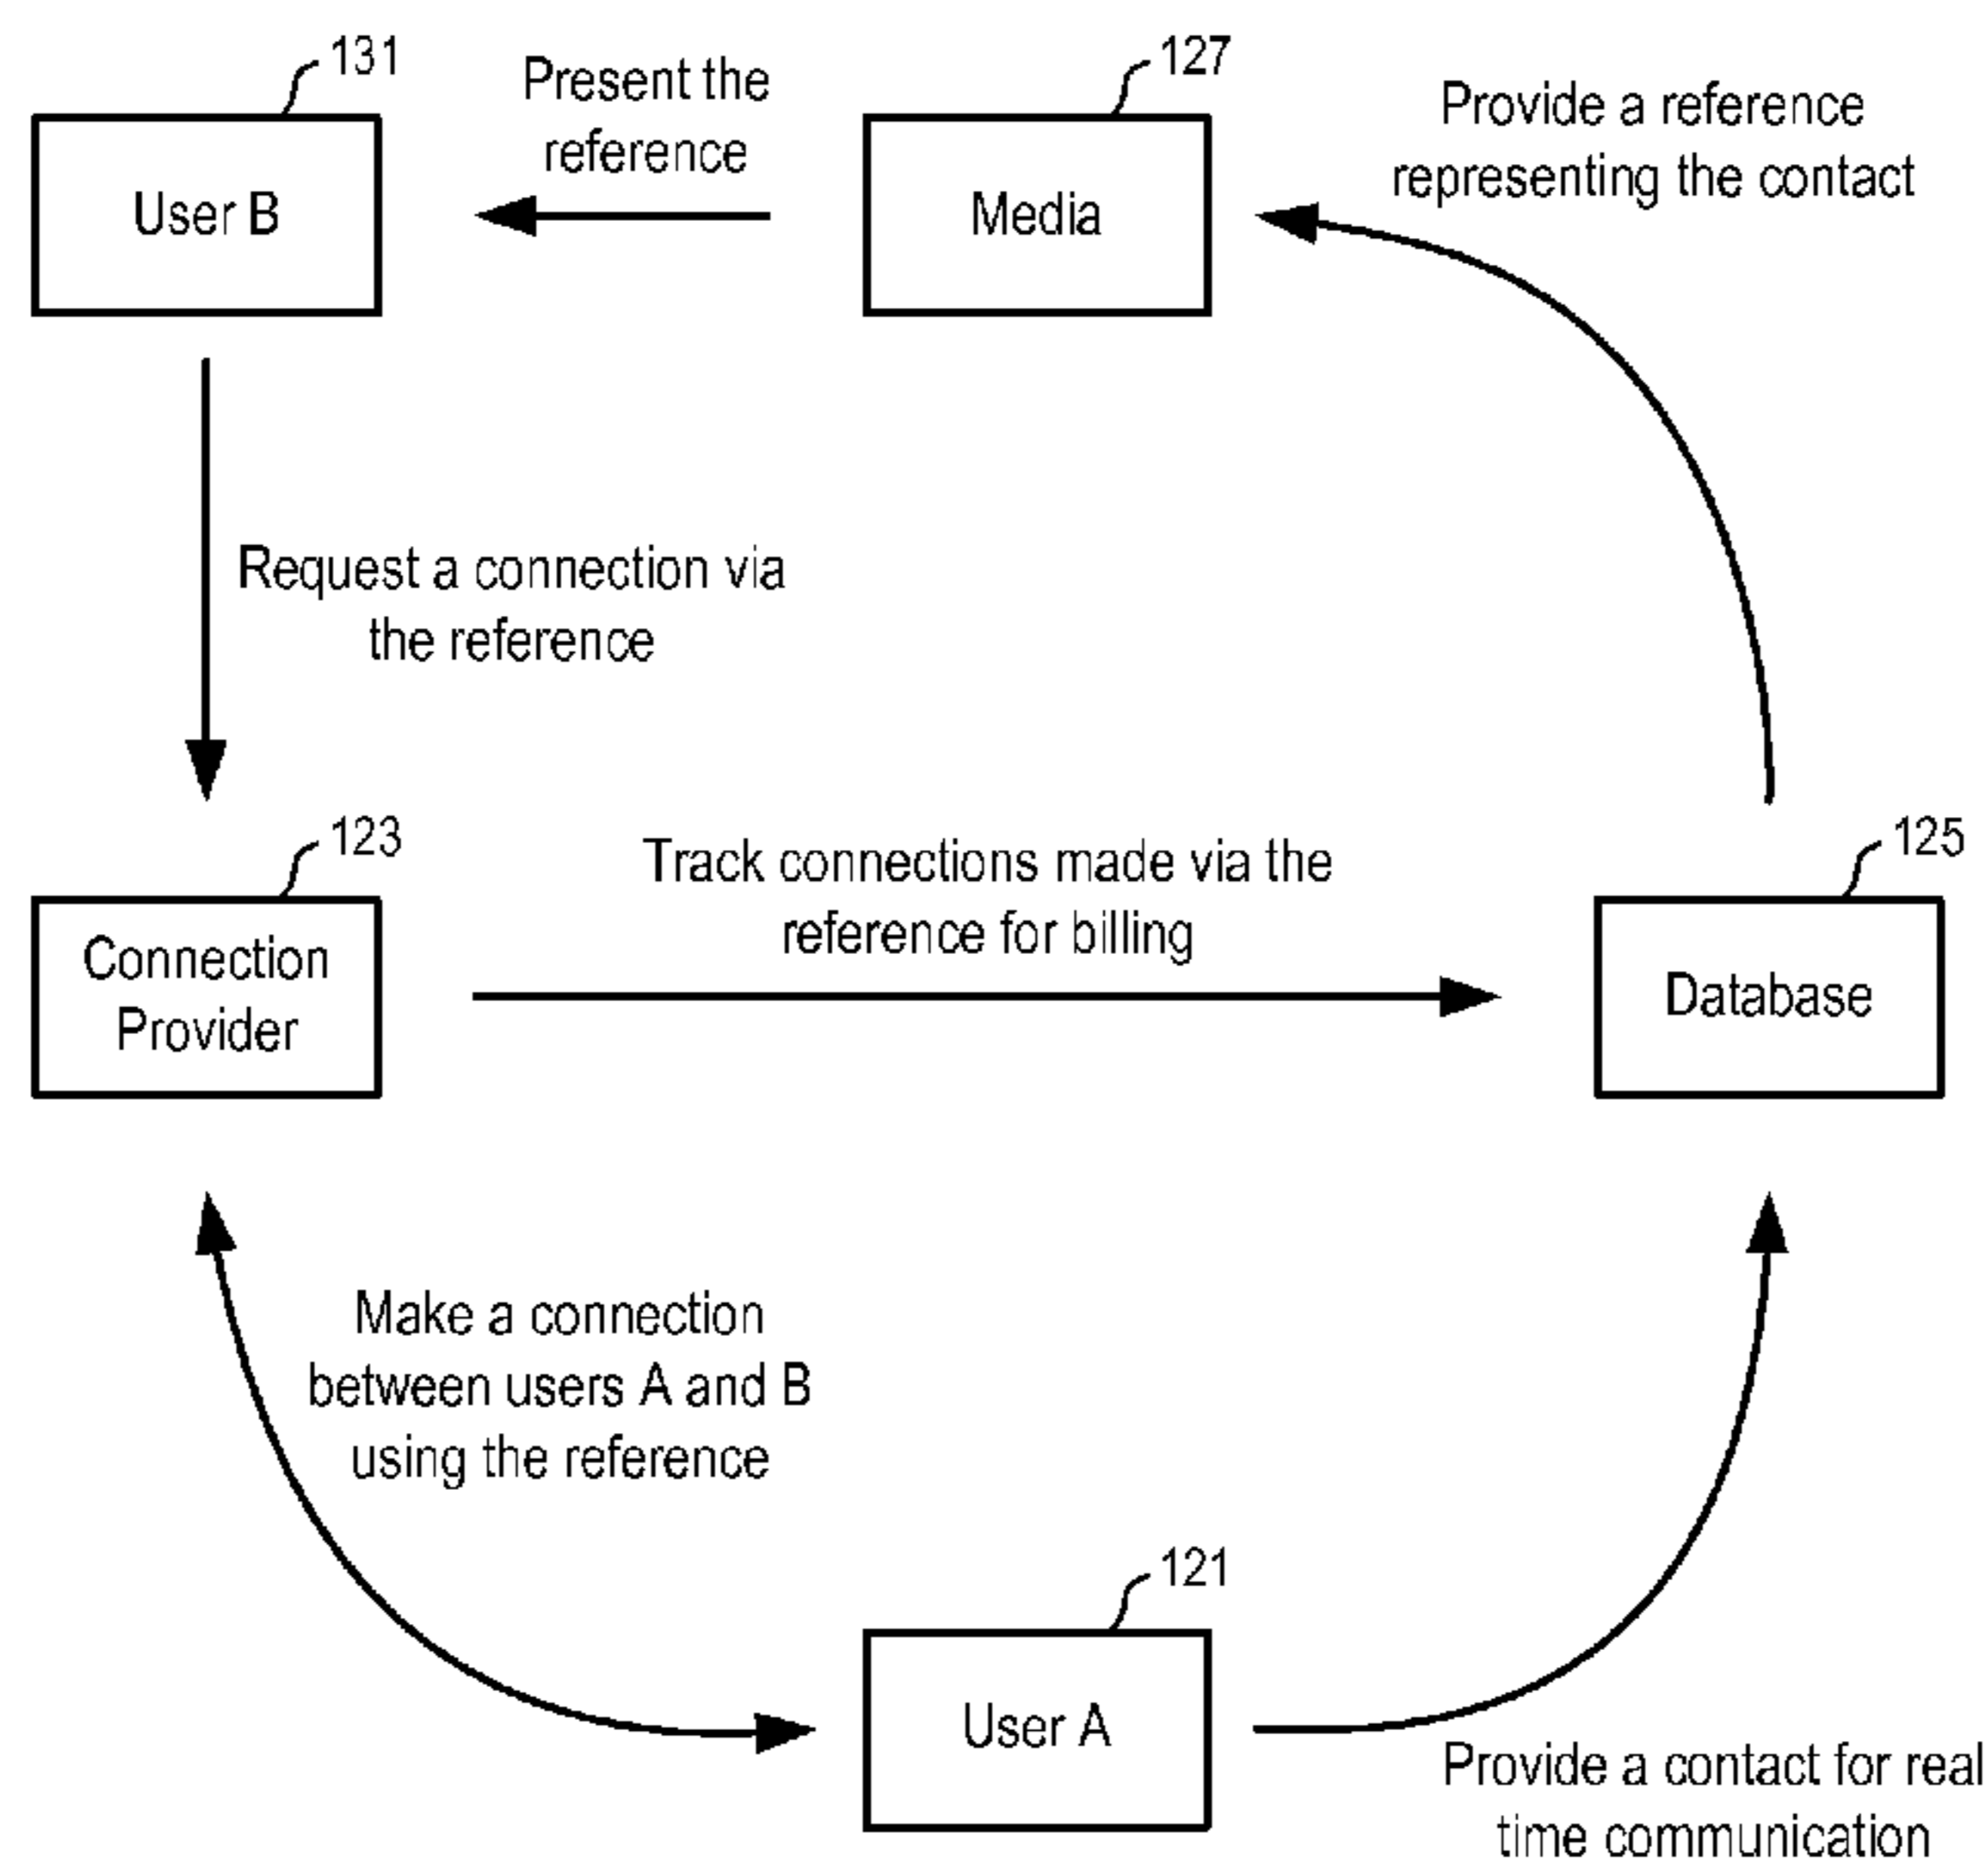 131
Present the
reference
127
Provide a reference
representing the contact
User B
Media
Request a connection via
the reference
123
Track connections made via the
reference for billing
125
Connection
Provider
Database
Make a connection
between users A and B
using the reference
121
User A
Provide a contact for real
time communication